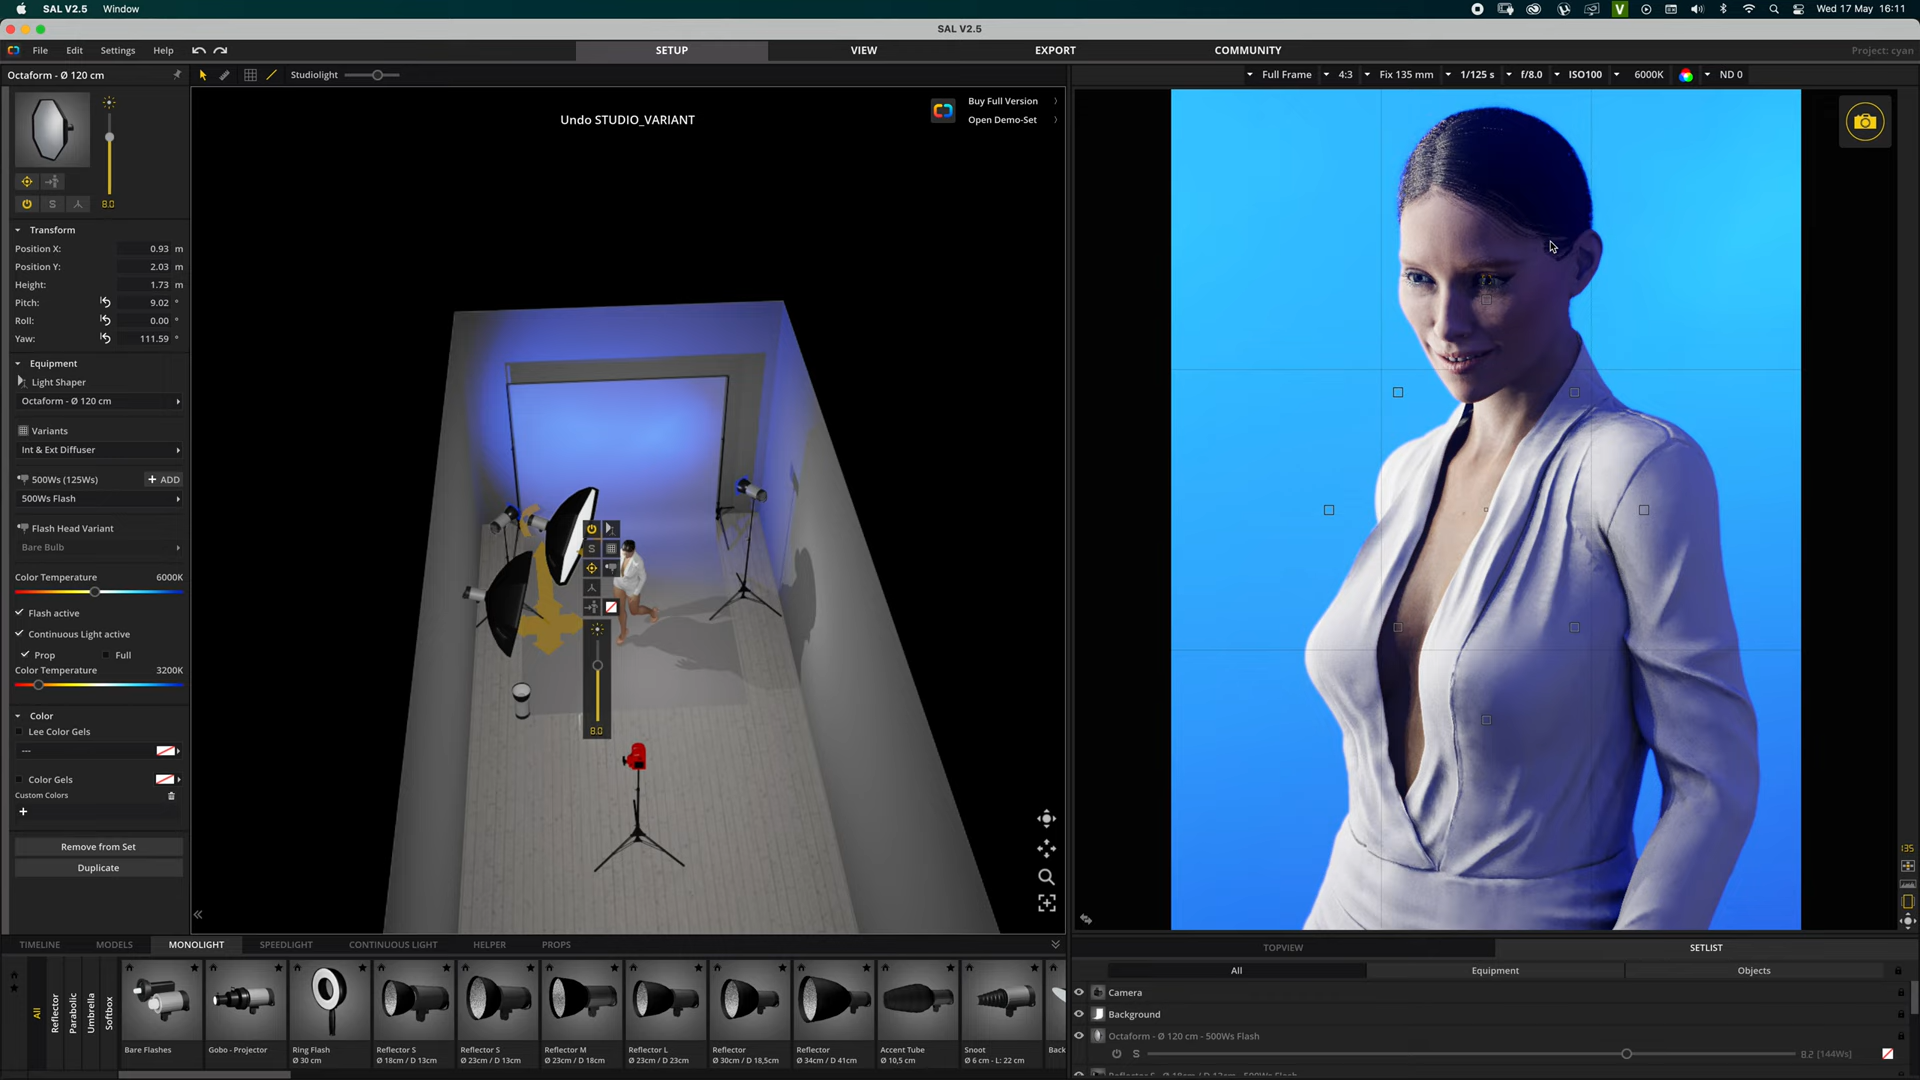 SAL V2.5 Window
Wed 17 May 16:11
SAL V2.5
File Edit Settings Help
SETUP VIEW EXPORT COMMUNITY
Project: cyan
Octaform - Ø 120 cm
Studiolight
Full Frame 4:3 Fix 135 mm 1/125 s f/8.0 ISO100 6000K ND 0
Buy Full Version
Open Demo-Set
Undo STUDIO_VARIANT
S
8.0
Transform
Position X: 0.93 m
Position Y: 2.03 m
Height: 1.73 m
Pitch: 9.02 °
Roll: 0.00 °
Yaw: 111.59 °
Equipment
Light Shaper
Octaform - Ø 120 cm
Variants
Int & Ext Diffuser
500Ws (125Ws) + ADD
500Ws Flash
Flash Head Variant
Bare Bulb
Color Temperature 6000K
Flash active
Continuous Light active
Prop Full
Color Temperature 3200K
Color
Lee Color Gels
---
Color Gels
Custom Colors
+
Remove from Set
Duplicate
S
8.0
135
TIMELINE MODELS MONOLIGHT SPEEDLIGHT CONTINUOUS LIGHT HELPER PROPS
All Reflector Parabolic Umbrella Softbox
Bare Flashes
Gobo - Projector
Ring Flash
Ø 30 cm
Reflector S
Ø 18cm / D 13cm
Reflector S
Ø 23cm / D 13cm
Reflector M
Ø 23cm / D 18cm
Reflector L
Ø 23cm / D 23cm
Reflector
Ø 30cm / D 18,5cm
Reflector
Ø 34cm / D 41cm
Accent Tube
Ø 10,5 cm
Snoot
Ø 6 cm - L: 22 cm
Back
TOPVIEW SETLIST
All Equipment Objects
Camera
Background
Octaform - Ø 120 cm - 500Ws Flash
S 8.2 (144Ws)
Reflector S - Ø 18cm / D 13cm - 500Ws Flash